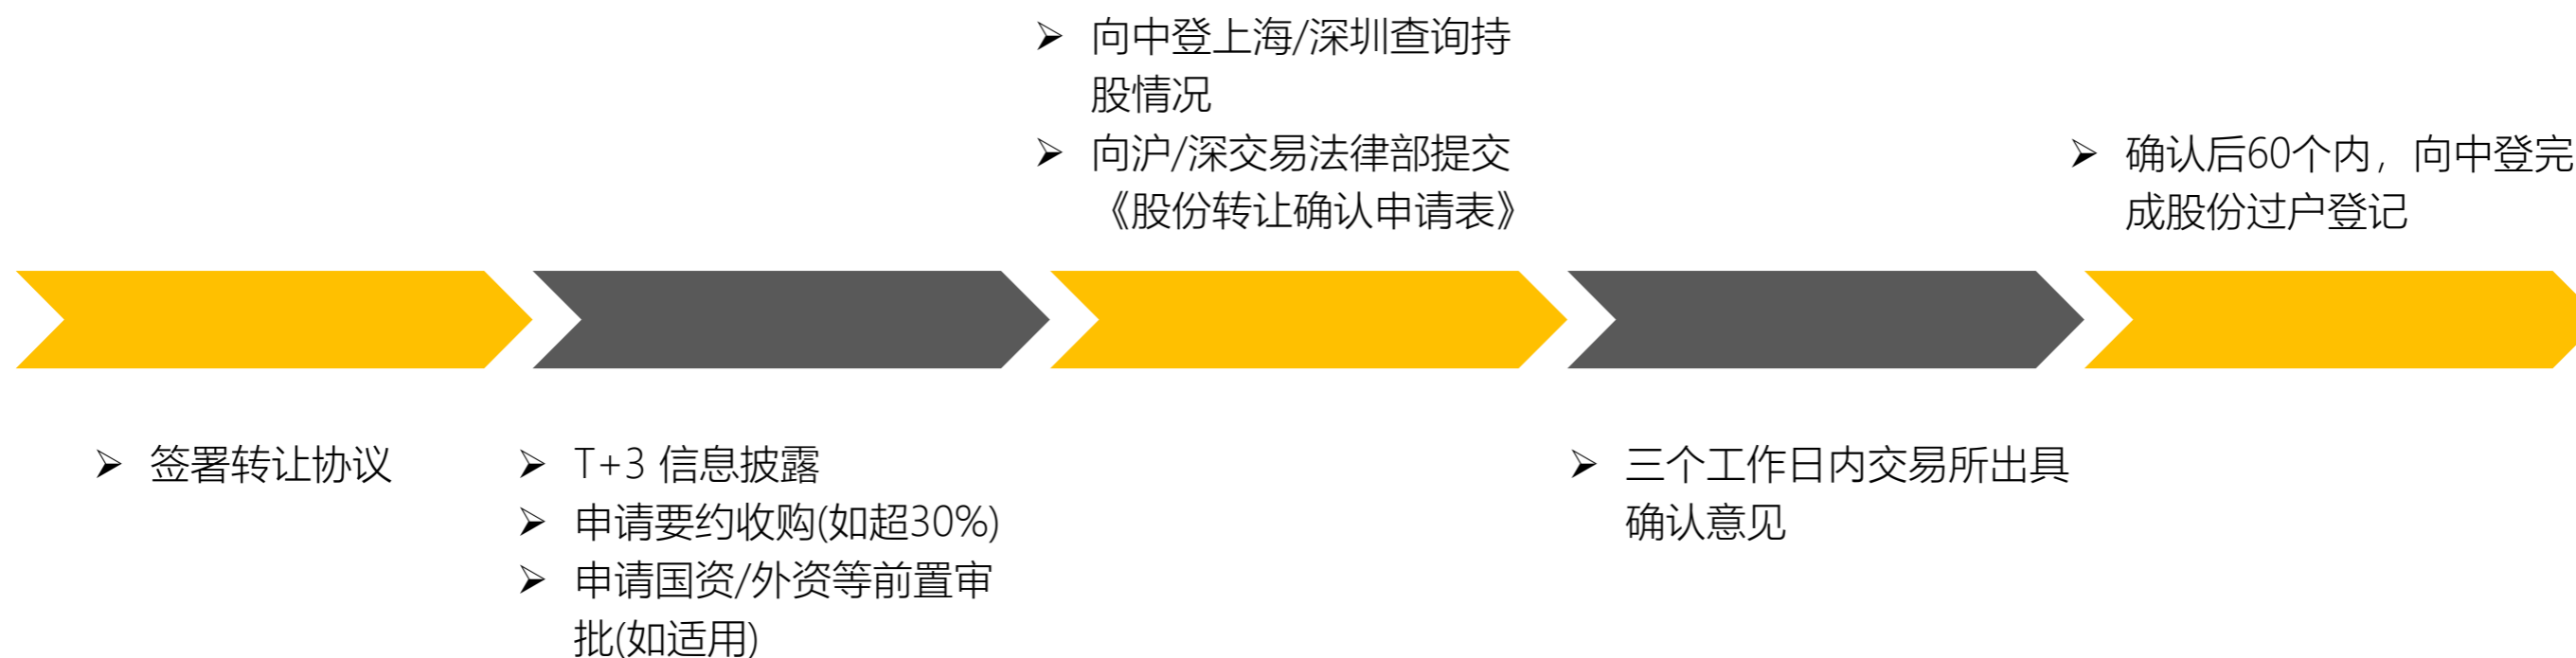 签署转让协议
T+3 信息披露
申请要约收购(如超30%)
申请国资/外资等前置审
批(如适用)
向中登上海/深圳查询持
股情况
向沪/深交易法律部提交
《股份转让确认申请表》
三个工作日内交易所出具
确认意见
确认后60个内，向中登完
成股份过户登记